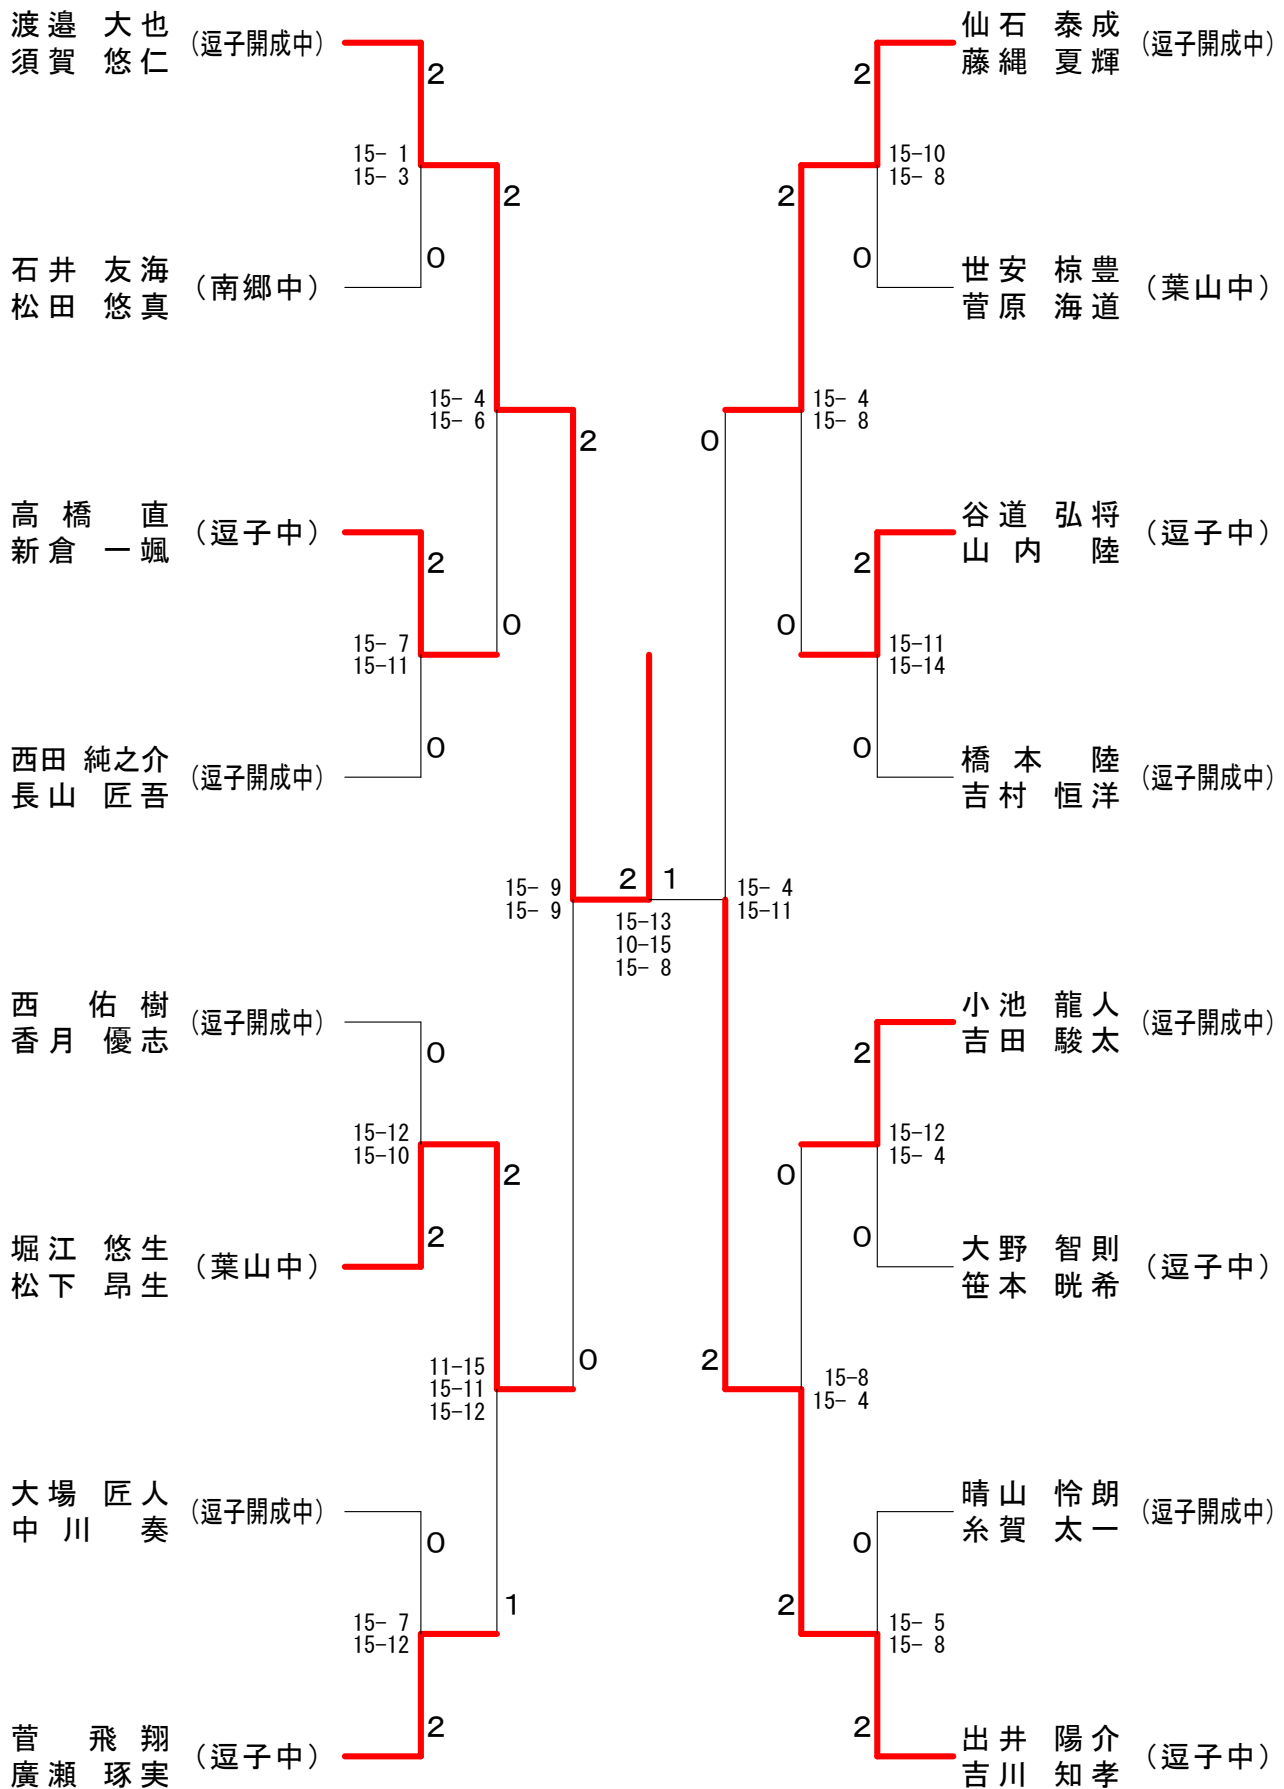 渡邉 大也
須賀 悠仁
(逗子開成中)
2
15- 1
15- 3
2
0
石井 友海
松田 悠真
(南郷中)
15- 4
15- 6
2
高橋 直
新倉 一颯
(逗子中)
2
15- 7
15-11
0
0
西田 純之介
長山 匠吾
(逗子開成中)
15- 9
15- 9
2
1
15-13
10-15
15- 8
西 佑樹
香月 優志
(逗子開成中)
0
15-12
15-10
2
2
堀江 悠生
松下 昂生
(葉山中)
11-15
15-11
15-12
0
大場 匠人
中川 奏
(逗子開成中)
0
15- 7
15-12
1
2
菅 飛翔
廣瀬 琢実
(逗子中)
仙石 泰成
藤縄 夏輝
(逗子開成中)
2
15-10
15- 8
2
0
世安 椋豊
菅原 海道
(葉山中)
15- 4
15- 8
0
谷道 弘将
山内 陸
(逗子中)
2
15-11
15-14
0
0
橋本 陸
吉村 恒洋
(逗子開成中)
15- 4
15-11
小池 龍人
吉田 駿太
(逗子開成中)
2
15-12
15- 4
0
0
大野 智則
笹本 晄希
(逗子中)
15-8
15- 4
2
晴山 怜朗
糸賀 太一
(逗子開成中)
0
15- 5
15- 8
2
2
出井 陽介
吉川 知孝
(逗子中)